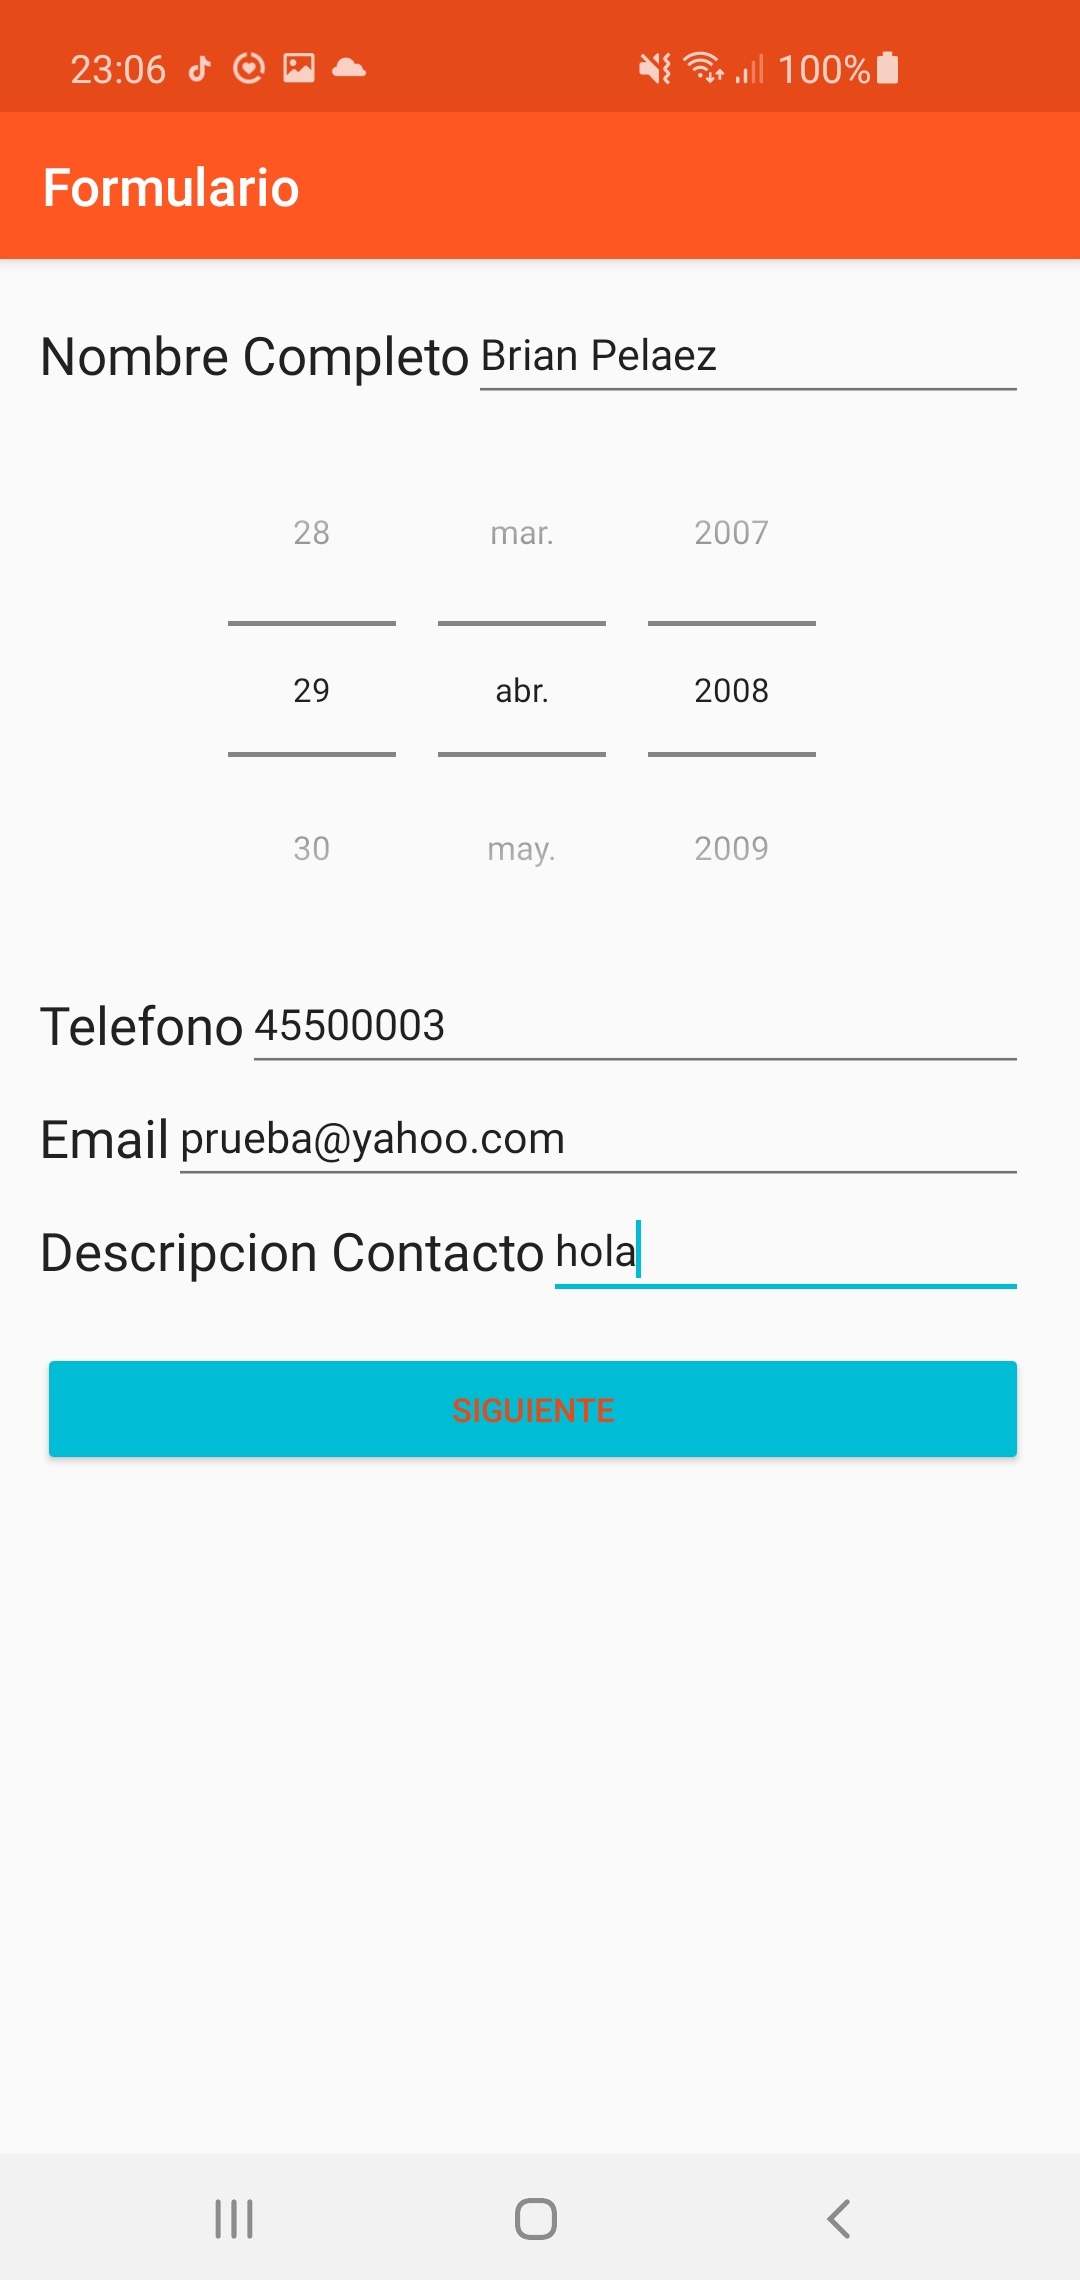 23:06 100%
Formulario
Nombre Completo Brian Pelaez
28 mar. 2007
29 abr. 2008
30 may. 2009
Telefono 45500003
Email prueba@yahoo.com
Descripcion Contacto hola
SIGUIENTE